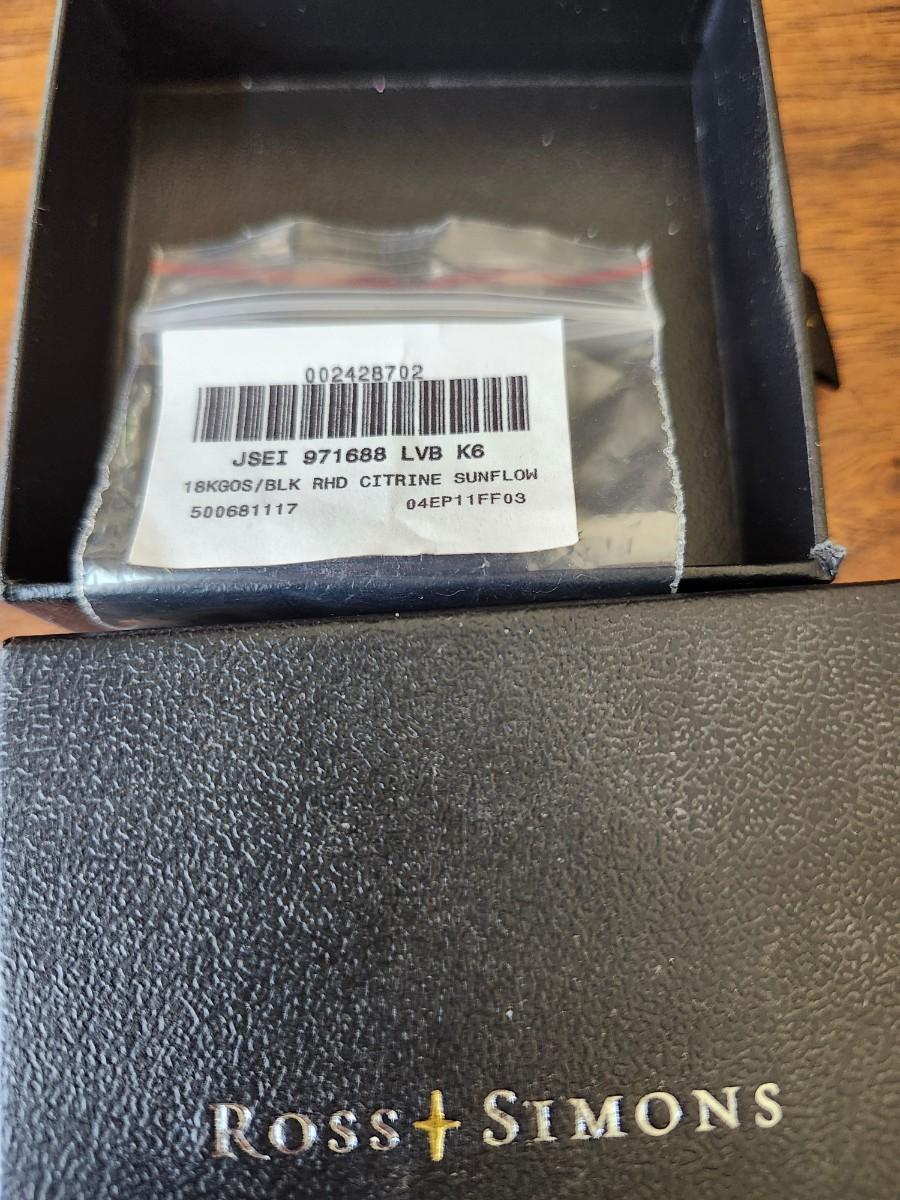 002428702
JSEI 971688 LVB K6
18KGOS/BLK RHD CITRINE SUNFLOW
500681117 04EP11FF03
ROSS SIMONS